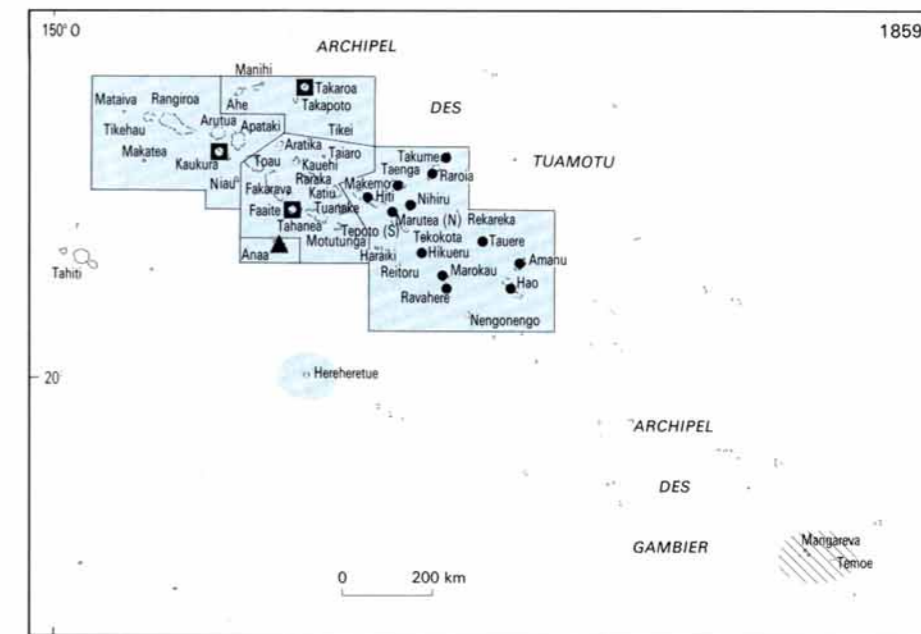 150° O
1859
ARCHIPEL
Manihi
Takaroa
Mataiva
Rangiroa
Ahe
Takapoto
DES
Arutua
Tikehau
Apataki
Tikei
Aratika
Makatea
Kaukura
Toau
Kauehi
Taiaro
Takume
TUAMOTU
Taenga
Raroia
Niau
Fakarava
Raraka
Katiu
Makemo
Hiti
Nihiru
Faaite
Tuanake
Marutea (N)
Rekareka
Tahanea
Tepoto (S)
Tekokota
Tauere
Anaa
Motutunga
Haraiki
Hikueru
Amanu
Tahiti
Reitoru
Marokau
Hao
Ravahere
Nengonengo
20°
Hereheretue
ARCHIPEL
DES
GAMBIER
Mangareva
Temoe
0 200 km